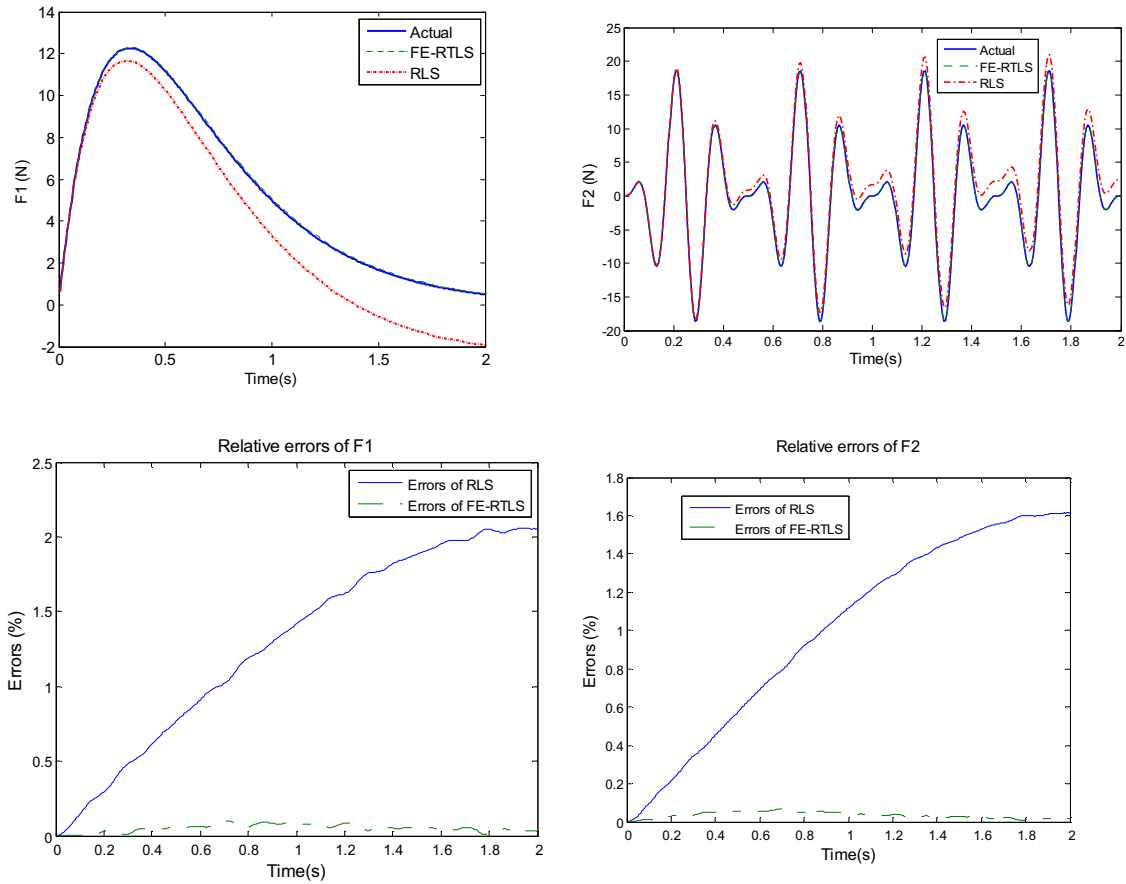 14
12
10
8
6
4
2
0
-2
0 0.5 1 1.5 2
F1 (N)
Time(s)
Actual
FE-RTLS
RLS
25
20
15
10
5
0
-5
-10
-15
-20
0 0.2 0.4 0.6 0.8 1 1.2 1.4 1.6 1.8 2
F2 (N)
Time(s)
Actual
FE-RTLS
RLS
Relative errors of F1
2.5
2
1.5
1
0.5
0
0 0.2 0.4 0.6 0.8 1 1.2 1.4 1.6 1.8 2
Errors (%)
Time(s)
Errors of RLS
Errors of FE-RTLS
Relative errors of F2
1.8
1.6
1.4
1.2
1
0.8
0.6
0.4
0.2
0
0 0.2 0.4 0.6 0.8 1 1.2 1.4 1.6 1.8 2
Errors (%)
Time(s)
Errors of RLS
Errors of FE-RTLS